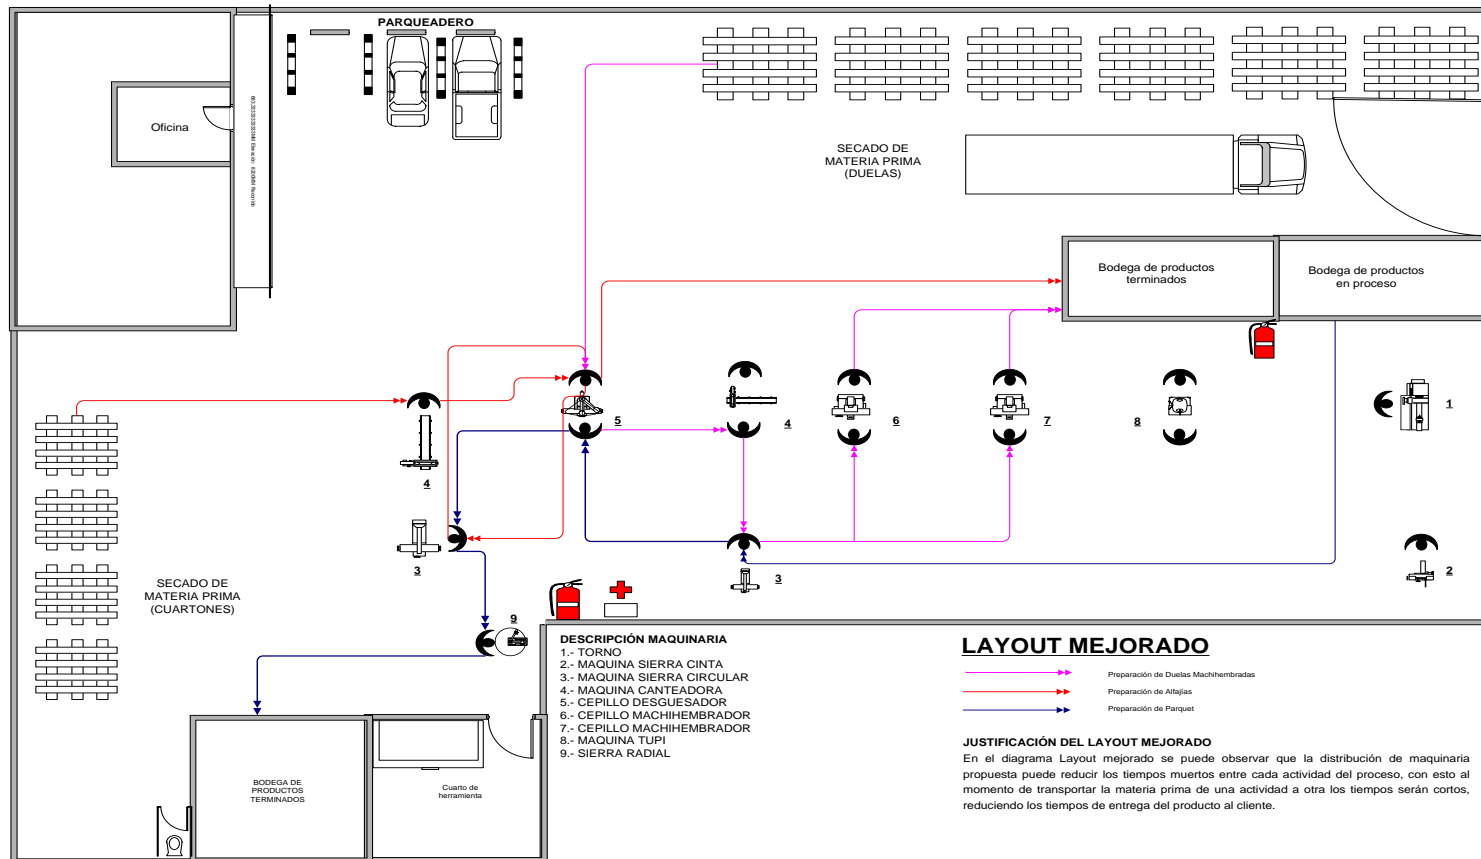 PARQUEADERO
Oficina
SECADO DE
MATERIA PRIMA
(DUELAS)
Bodega de productos
terminados
Bodega de productos
en proceso
5
4
6
7
8
1
4
3
3
2
9
SECADO DE
MATERIA PRIMA
(CUARTONES)
DESCRIPCIÓN MAQUINARIA
1.- TORNO
2.- MAQUINA SIERRA CINTA
3.- MAQUINA SIERRA CIRCULAR
4.- MAQUINA CANTEADORA
5.- CEPILLO DESGUESADOR
6.- CEPILLO MACHIHEMBRADOR
7.- CEPILLO MACHIHEMBRADOR
8.- MAQUINA TUPI
9.- SIERRA RADIAL
LAYOUT MEJORADO
Preparación de Duelas Machihembradas
Preparación de Alfajías
Preparación de Parquet
JUSTIFICACIÓN DEL LAYOUT MEJORADO
En el diagrama Layout mejorado se puede observar que la distribución de maquinaria
propuesta puede reducir los tiempos muertos entre cada actividad del proceso, con esto al
momento de transportar la materia prima de una actividad a otra los tiempos serán cortos,
reduciendo los tiempos de entrega del producto al cliente.
BODEGA DE
PRODUCTOS
TERMINADOS
Cuarto de
herramienta